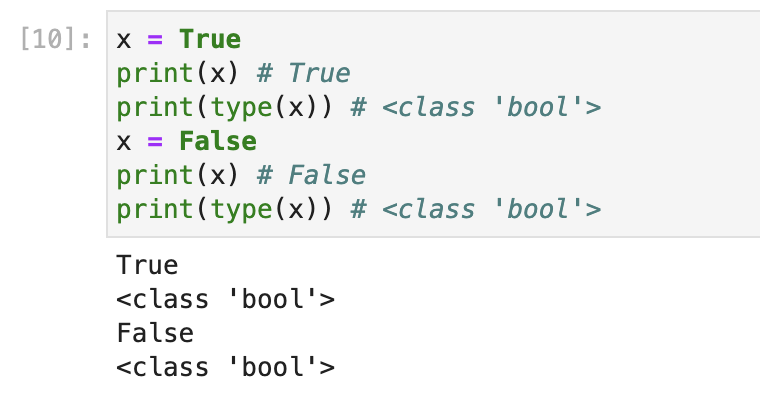 [10]: x = True
print(x) # True
print(type(x)) # <class 'bool'>
x = False
print(x) # False
print(type(x)) # <class 'bool'>
True
<class 'bool'>
False
<class 'bool'>